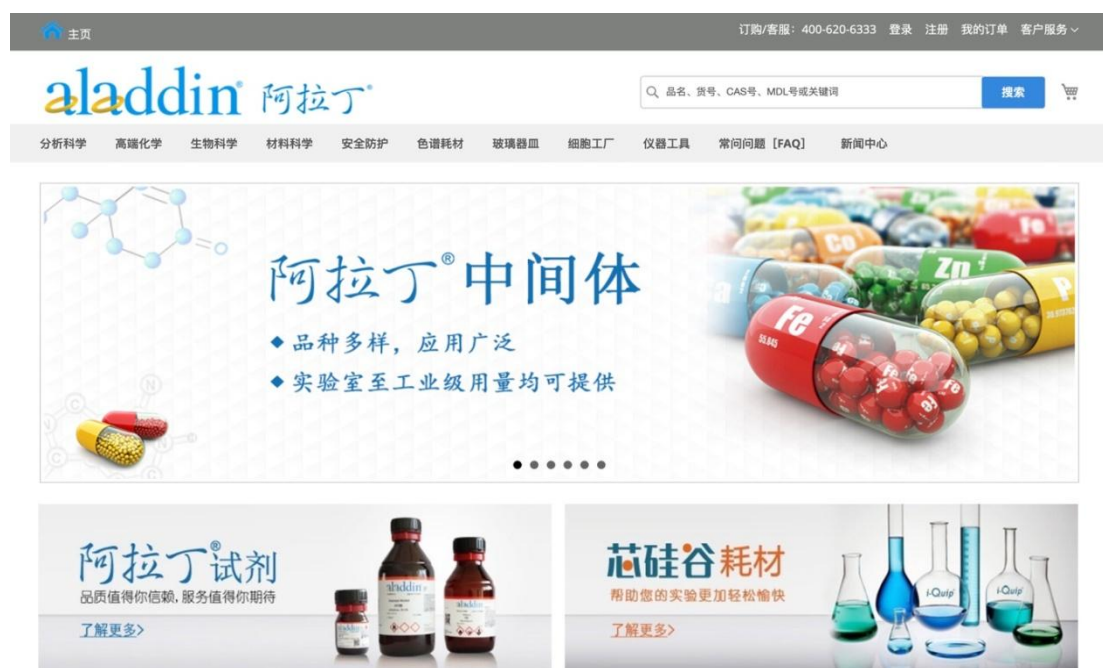 主页
订购/客服：400-620-6333 登录 注册 我的订单 客户服务
aladdin® 阿拉丁®
品名、货号、CAS号、MDL号或关键词
搜索
分析科学 高端化学 生物科学 材料科学 安全防护 色谱耗材 玻璃器皿 细胞工厂 仪器工具 常问问题［FAQ］ 新闻中心
阿拉丁®中间体
◆品种多样，应用广泛
◆实验室至工业级用量均可提供
Co
Fe
Zn
P
Fe
55.845
N
O
阿拉丁®试剂
品质值得你信赖，服务值得你期待
了解更多>
aladdin
aladdin
芯硅谷 耗材
帮助您的实验更加轻松愉快
了解更多>
i-Quip
i-Quip